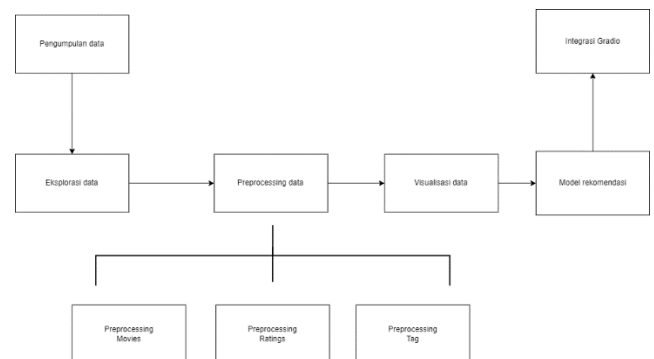 Pengumpulan data
Integrasi Gradio
Eksplorasi data
Preprocessing data
Visualisasi data
Model rekomendasi
Preprocessing
Movies
Preprocessing
Ratings
Preprocessing
Tag